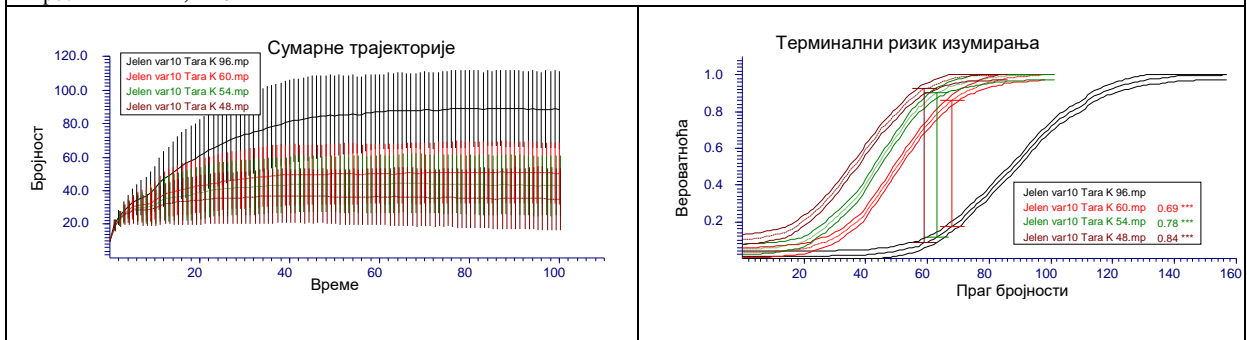 Сумарне трајекторије
120.0
100.0
80.0
60.0
40.0
20.0
Бројност
Jelen var10 Tara K 96.mp
Jelen var10 Tara K 60.mp
Jelen var10 Tara K 54.mp
Jelen var10 Tara K 48.mp
20 40 60 80 100
Време
Терминални ризик изумирања
1.0
0.8
0.6
0.4
0.2
Вероватноћа
Jelen var10 Tara K 96.mp
Jelen var10 Tara K 60.mp 0.69 ***
Jelen var10 Tara K 54.mp 0.78 ***
Jelen var10 Tara K 48.mp 0.84 ***
20 40 60 80 100 120 140 160
Праг бројности